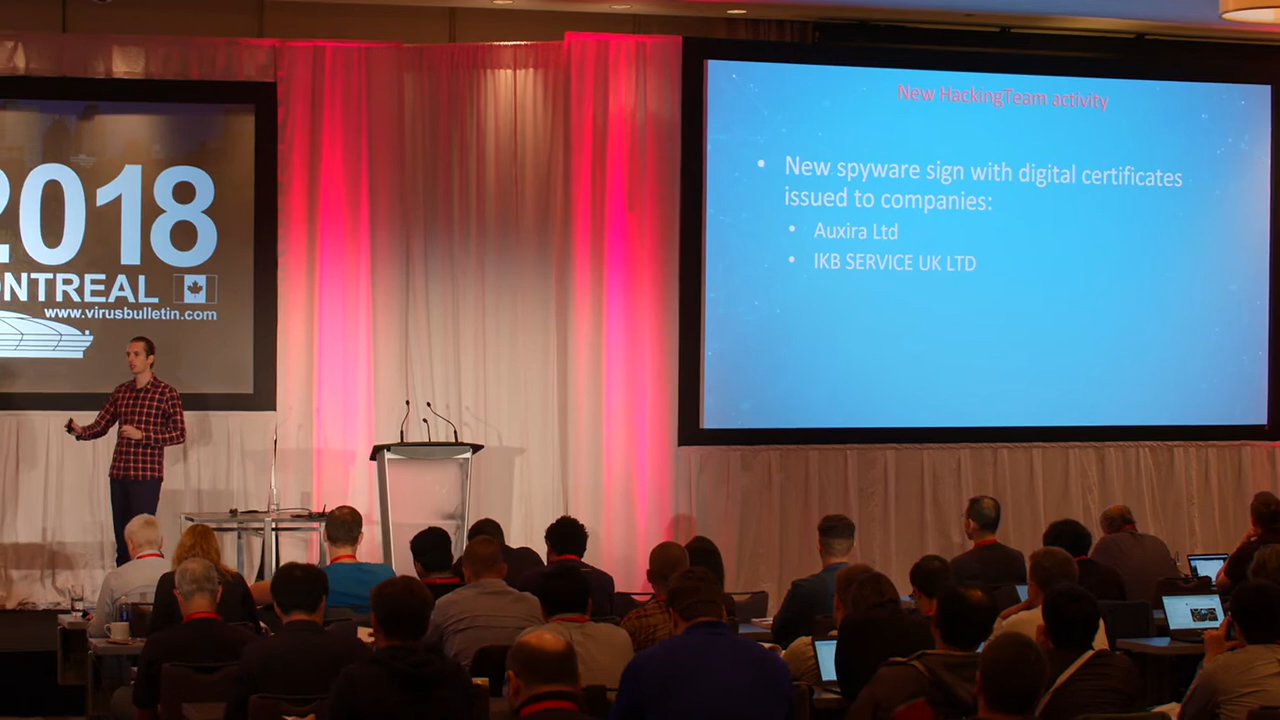 2018
NTREAL
www.virusbulletin.com
New HackingTeam activity
• New spyware sign with digital certificates
issued to companies:
• Auxira Ltd
• IKB SERVICE UK LTD